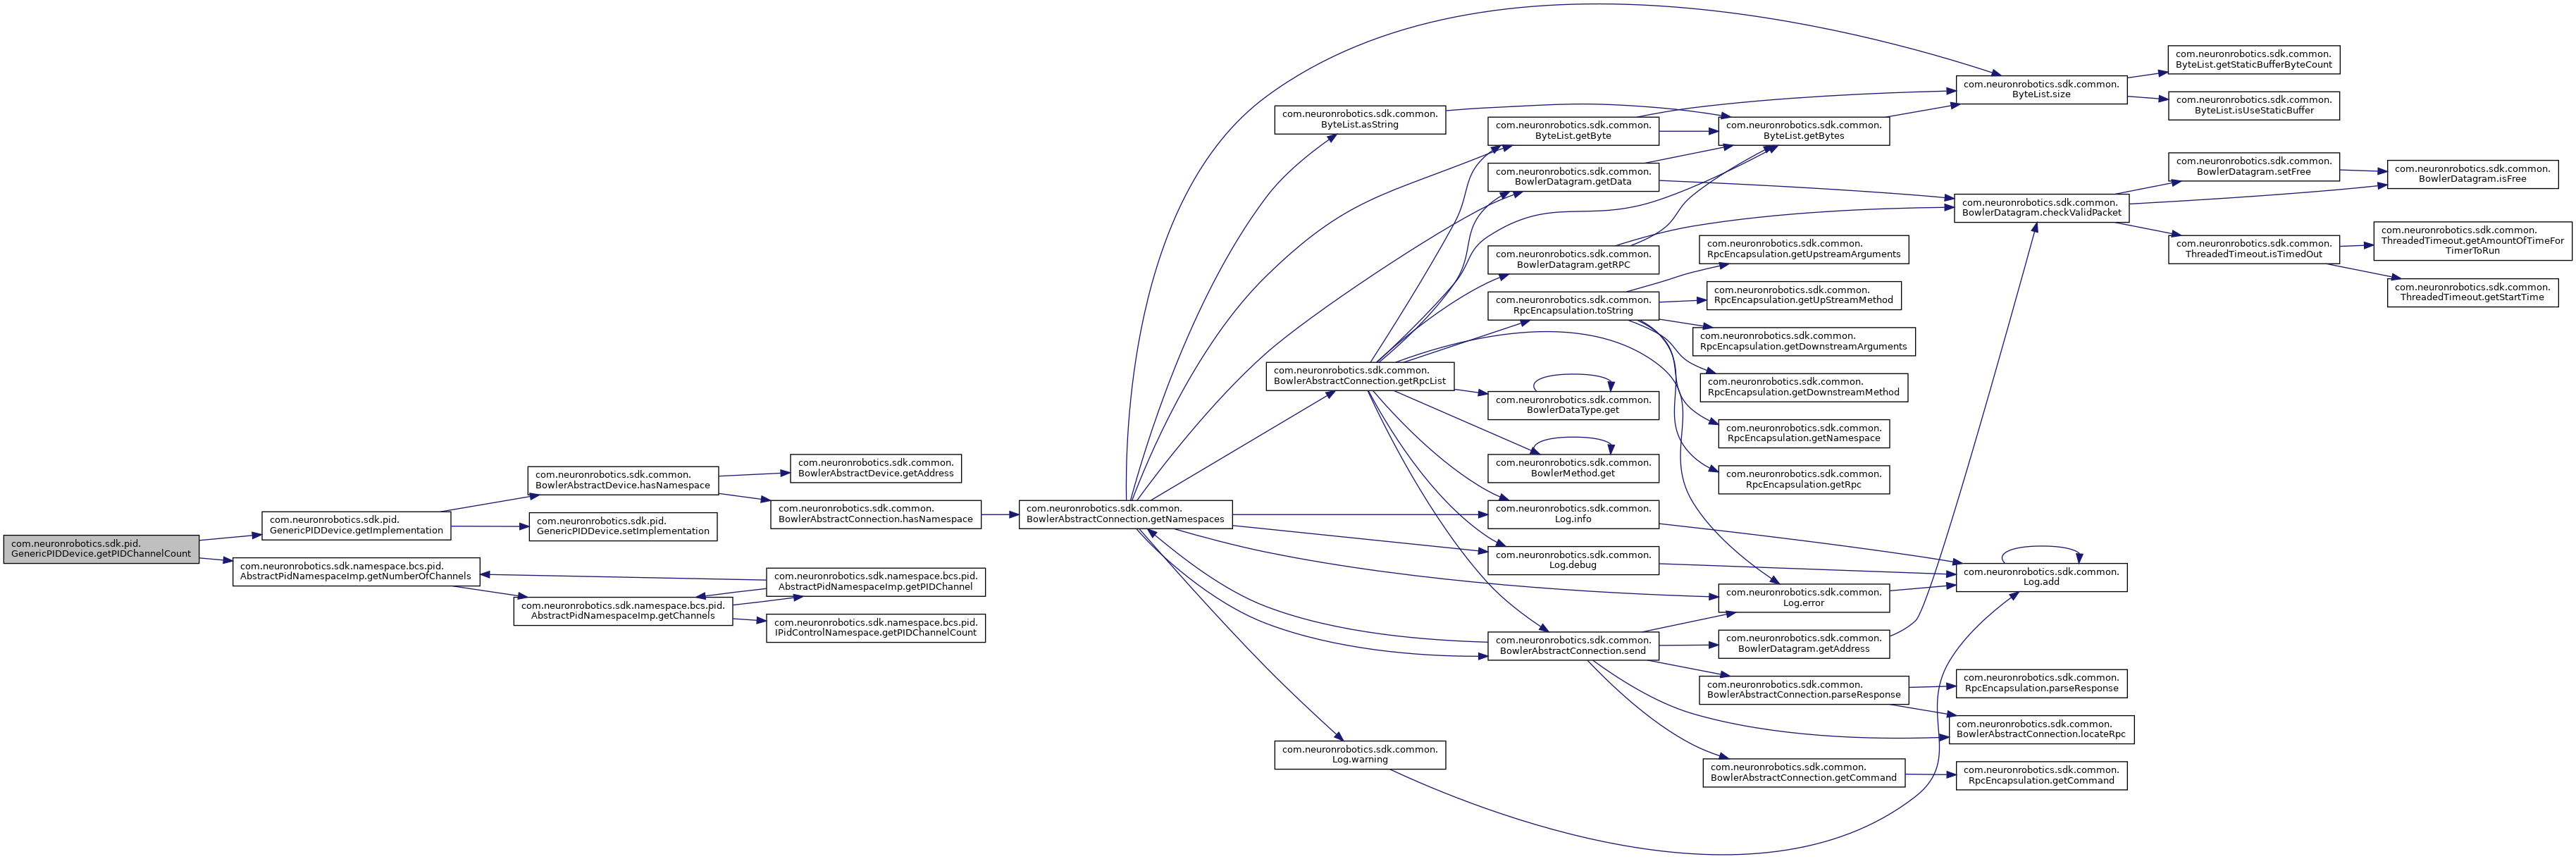 com.neuronrobotics.sdk.pid.
GenericPIDDevice.getPIDChannelCount
com.neuronrobotics.sdk.pid.
GenericPIDDevice.getImplementation
com.neuronrobotics.sdk.namespace.bcs.pid.
AbstractPidNamespaceImp.getNumberOfChannels
com.neuronrobotics.sdk.common.
BowlerAbstractDevice.hasNamespace
com.neuronrobotics.sdk.pid.
GenericPIDDevice.setImplementation
com.neuronrobotics.sdk.namespace.bcs.pid.
AbstractPidNamespaceImp.getChannels
com.neuronrobotics.sdk.common.
BowlerAbstractDevice.getAddress
com.neuronrobotics.sdk.common.
BowlerAbstractConnection.hasNamespace
com.neuronrobotics.sdk.namespace.bcs.pid.
AbstractPidNamespaceImp.getPIDChannel
com.neuronrobotics.sdk.namespace.bcs.pid.
IPidControlNamespace.getPIDChannelCount
com.neuronrobotics.sdk.common.
BowlerAbstractConnection.getNamespaces
com.neuronrobotics.sdk.common.
ByteList.asString
com.neuronrobotics.sdk.common.
BowlerAbstractConnection.getRpcList
com.neuronrobotics.sdk.common.
Log.warning
com.neuronrobotics.sdk.common.
ByteList.getByte
com.neuronrobotics.sdk.common.
BowlerDatagram.getData
com.neuronrobotics.sdk.common.
BowlerDatagram.getRPC
com.neuronrobotics.sdk.common.
RpcEncapsulation.toString
com.neuronrobotics.sdk.common.
BowlerDataType.get
com.neuronrobotics.sdk.common.
BowlerMethod.get
com.neuronrobotics.sdk.common.
Log.info
com.neuronrobotics.sdk.common.
Log.debug
com.neuronrobotics.sdk.common.
BowlerAbstractConnection.send
com.neuronrobotics.sdk.common.
ByteList.getBytes
com.neuronrobotics.sdk.common.
RpcEncapsulation.getUpstreamArguments
com.neuronrobotics.sdk.common.
RpcEncapsulation.getUpStreamMethod
com.neuronrobotics.sdk.common.
RpcEncapsulation.getDownstreamArguments
com.neuronrobotics.sdk.common.
RpcEncapsulation.getDownstreamMethod
com.neuronrobotics.sdk.common.
RpcEncapsulation.getNamespace
com.neuronrobotics.sdk.common.
RpcEncapsulation.getRpc
com.neuronrobotics.sdk.common.
Log.error
com.neuronrobotics.sdk.common.
BowlerDatagram.getAddress
com.neuronrobotics.sdk.common.
BowlerAbstractConnection.parseResponse
com.neuronrobotics.sdk.common.
BowlerAbstractConnection.getCommand
com.neuronrobotics.sdk.common.
ByteList.size
com.neuronrobotics.sdk.common.
BowlerDatagram.checkValidPacket
com.neuronrobotics.sdk.common.
Log.add
com.neuronrobotics.sdk.common.
RpcEncapsulation.parseResponse
com.neuronrobotics.sdk.common.
BowlerAbstractConnection.locateRpc
com.neuronrobotics.sdk.common.
RpcEncapsulation.getCommand
com.neuronrobotics.sdk.common.
ByteList.getStaticBufferByteCount
com.neuronrobotics.sdk.common.
ByteList.isUseStaticBuffer
com.neuronrobotics.sdk.common.
BowlerDatagram.setFree
com.neuronrobotics.sdk.common.
ThreadedTimeout.isTimedOut
com.neuronrobotics.sdk.common.
BowlerDatagram.isFree
com.neuronrobotics.sdk.common.
ThreadedTimeout.getAmountOfTimeFor
TimerToRun
com.neuronrobotics.sdk.common.
ThreadedTimeout.getStartTime